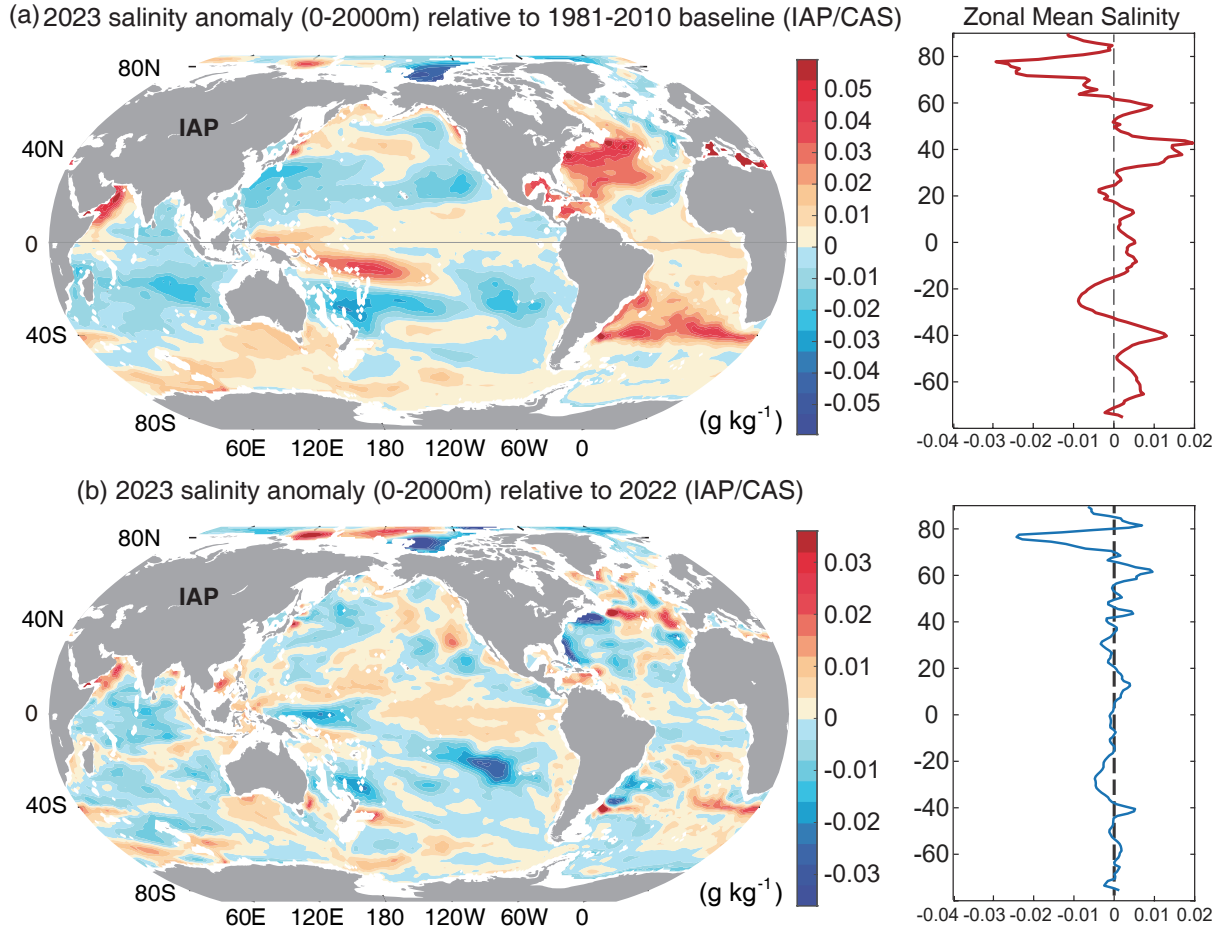 (a) 2023 salinity anomaly (0-2000m) relative to 1981-2010 baseline (IAP/CAS)
Zonal Mean Salinity
80N
IAP
40N
0
40S
80S
60E 120E 180 120W 60W 0
0.05
0.04
0.03
0.02
0.01
0
-0.01
-0.02
-0.03
-0.04
-0.05
(g kg-1)
80
60
40
20
0
-20
-40
-60
-0.04 -0.03 -0.02 -0.01 0 0.01 0.02
(b) 2023 salinity anomaly (0-2000m) relative to 2022 (IAP/CAS)
80N
IAP
40N
0
40S
80S
60E 120E 180 120W 60W 0
0.03
0.02
0.01
0
-0.01
-0.02
-0.03
(g kg-1)
80
60
40
20
0
-20
-40
-60
-0.04 -0.03 -0.02 -0.01 0 0.01 0.02